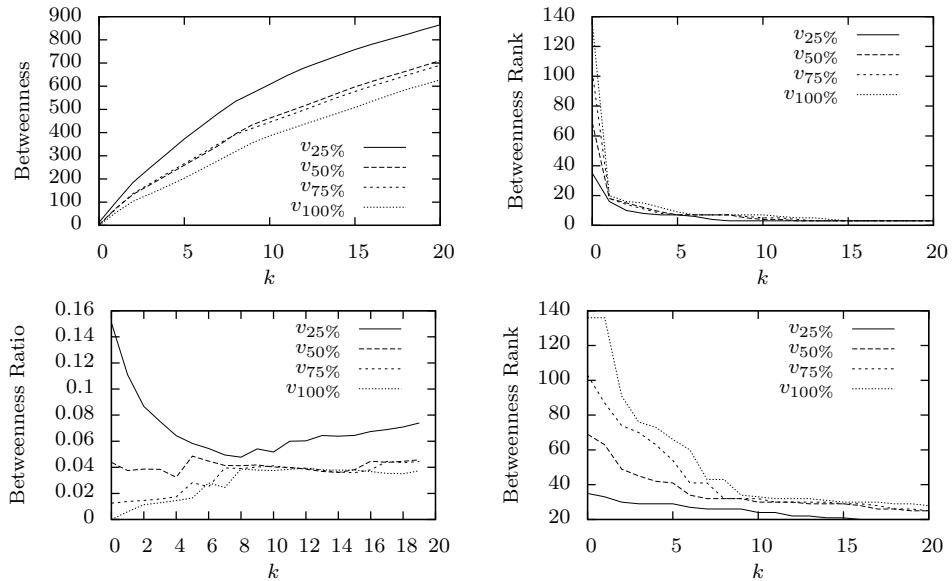 Betweenness
900
800
700
600
500
400
300
200
100
0
v25%
v50%
v75%
v100%
0 5 10 15 20
k
Betweenness Rank
140
120
100
80
60
40
20
0
v25%
v50%
v75%
v100%
0 5 10 15 20
k
Betweenness Ratio
0.16
0.14
0.12
0.1
0.08
0.06
0.04
0.02
0
v25%
v50%
v75%
v100%
0 2 4 6 8 10 12 14 16 18 20
k
Betweenness Rank
140
120
100
80
60
40
20
v25%
v50%
v75%
v100%
0 5 10 15 20
k